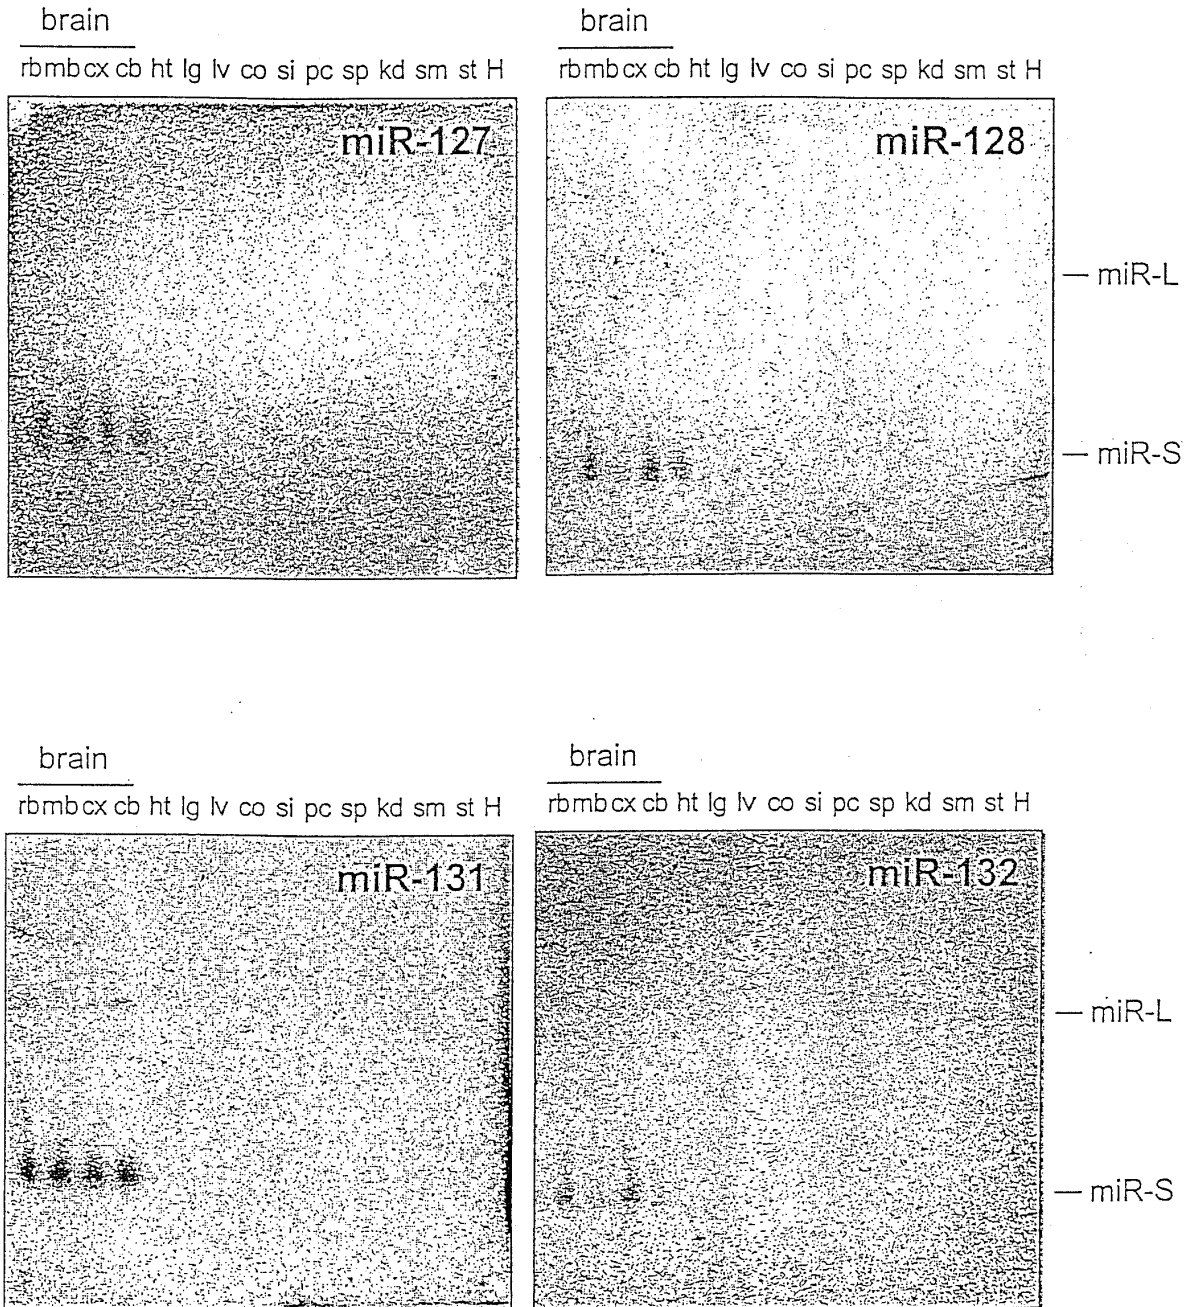 brain
rb mb cx cb ht lg lv co si pc sp kd sm st H
miR-127
brain
rb mb cx cb ht lg lv co si pc sp kd sm st H
miR-128
miR-L
miR-S
brain
rb mb cx cb ht lg lv co si pc sp kd sm st H
miR-131
brain
rb mb cx cb ht lg lv co si pc sp kd sm st H
miR-132
miR-L
miR-S